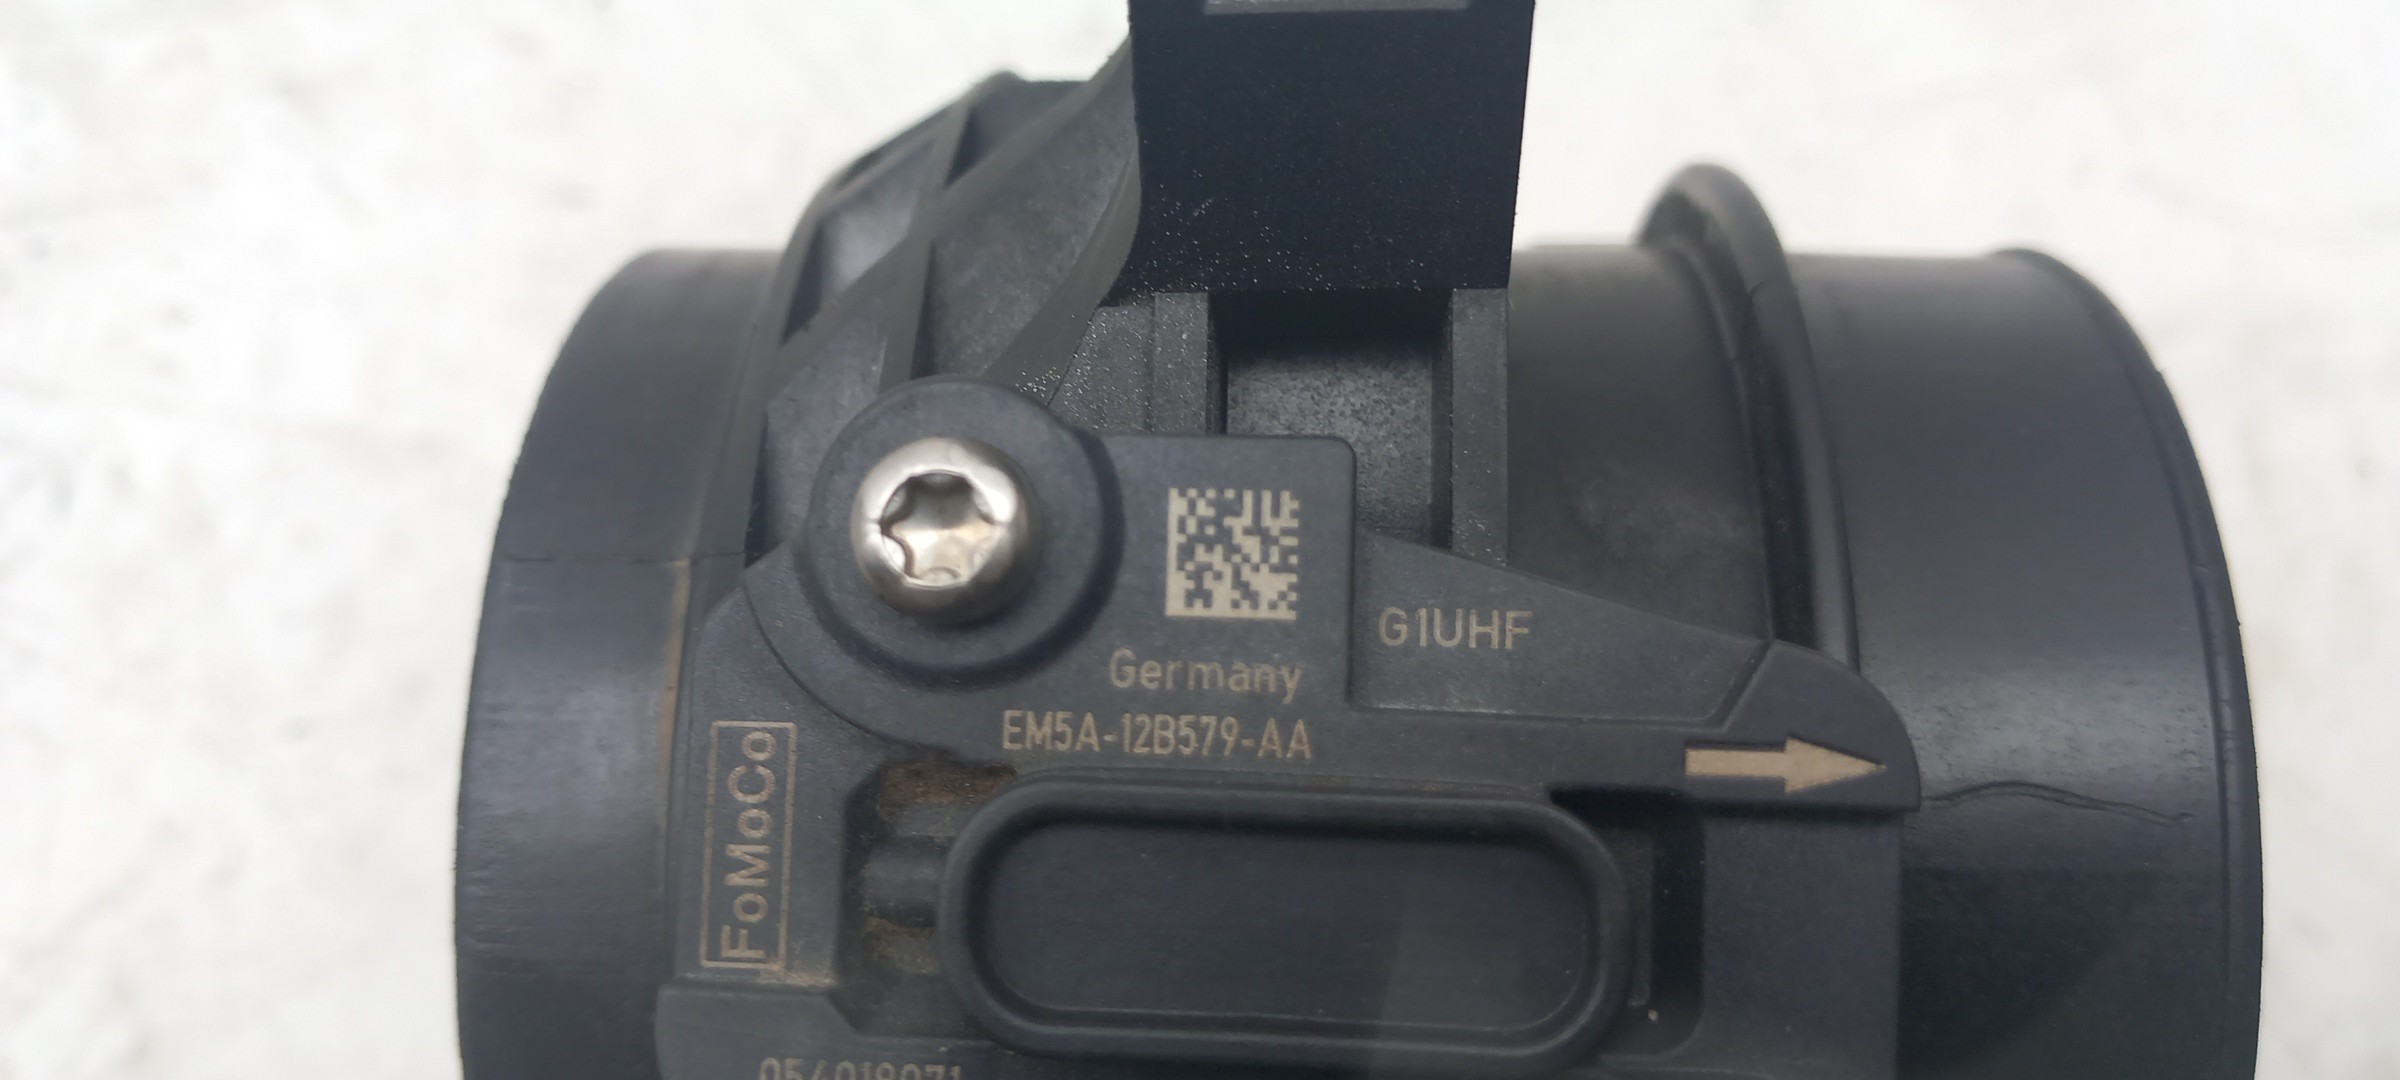 G1UHF
Germany
EM5A-12B579-AA
FoMoCo